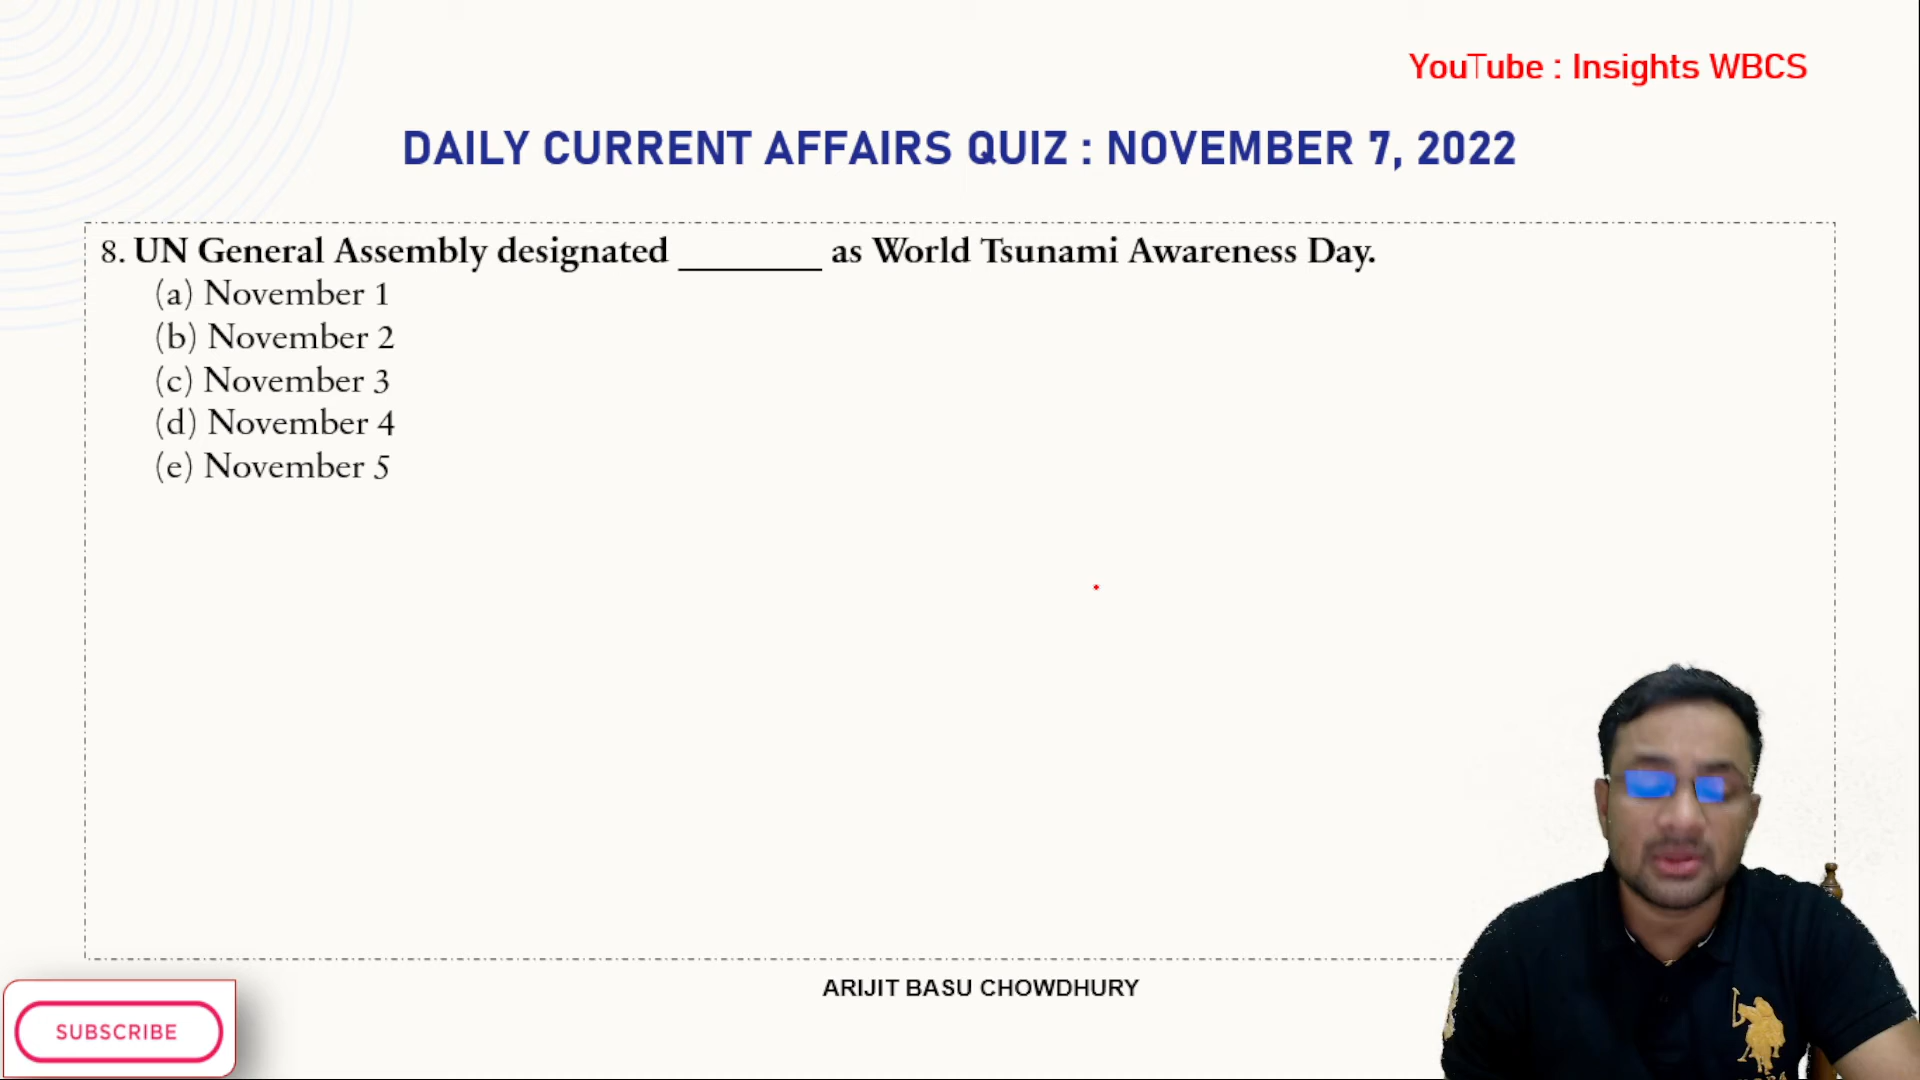 YouTube : Insights WBCS
DAILY CURRENT AFFAIRS QUIZ : NOVEMBER 7, 2022
8. UN General Assembly designated ________ as World Tsunami Awareness Day.
(a) November 1
(b) November 2
(c) November 3
(d) November 4
(e) November 5
ARIJIT BASU CHOWDHURY
SUBSCRIBE